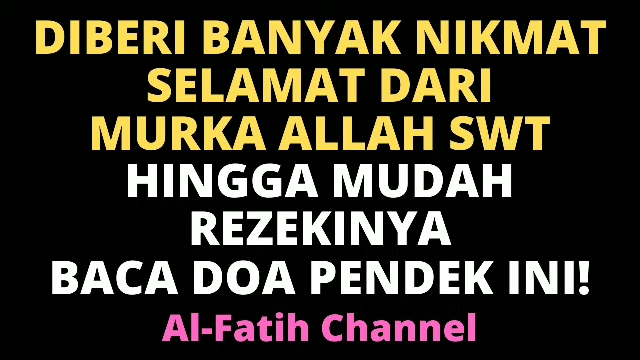 DIBERI BANYAK NIKMAT
SELAMAT DARI
MURKA ALLAH SWT
HINGGA MUDAH
REZEKINYA
BACA DOA PENDEK INI!
Al-Fatih Channel